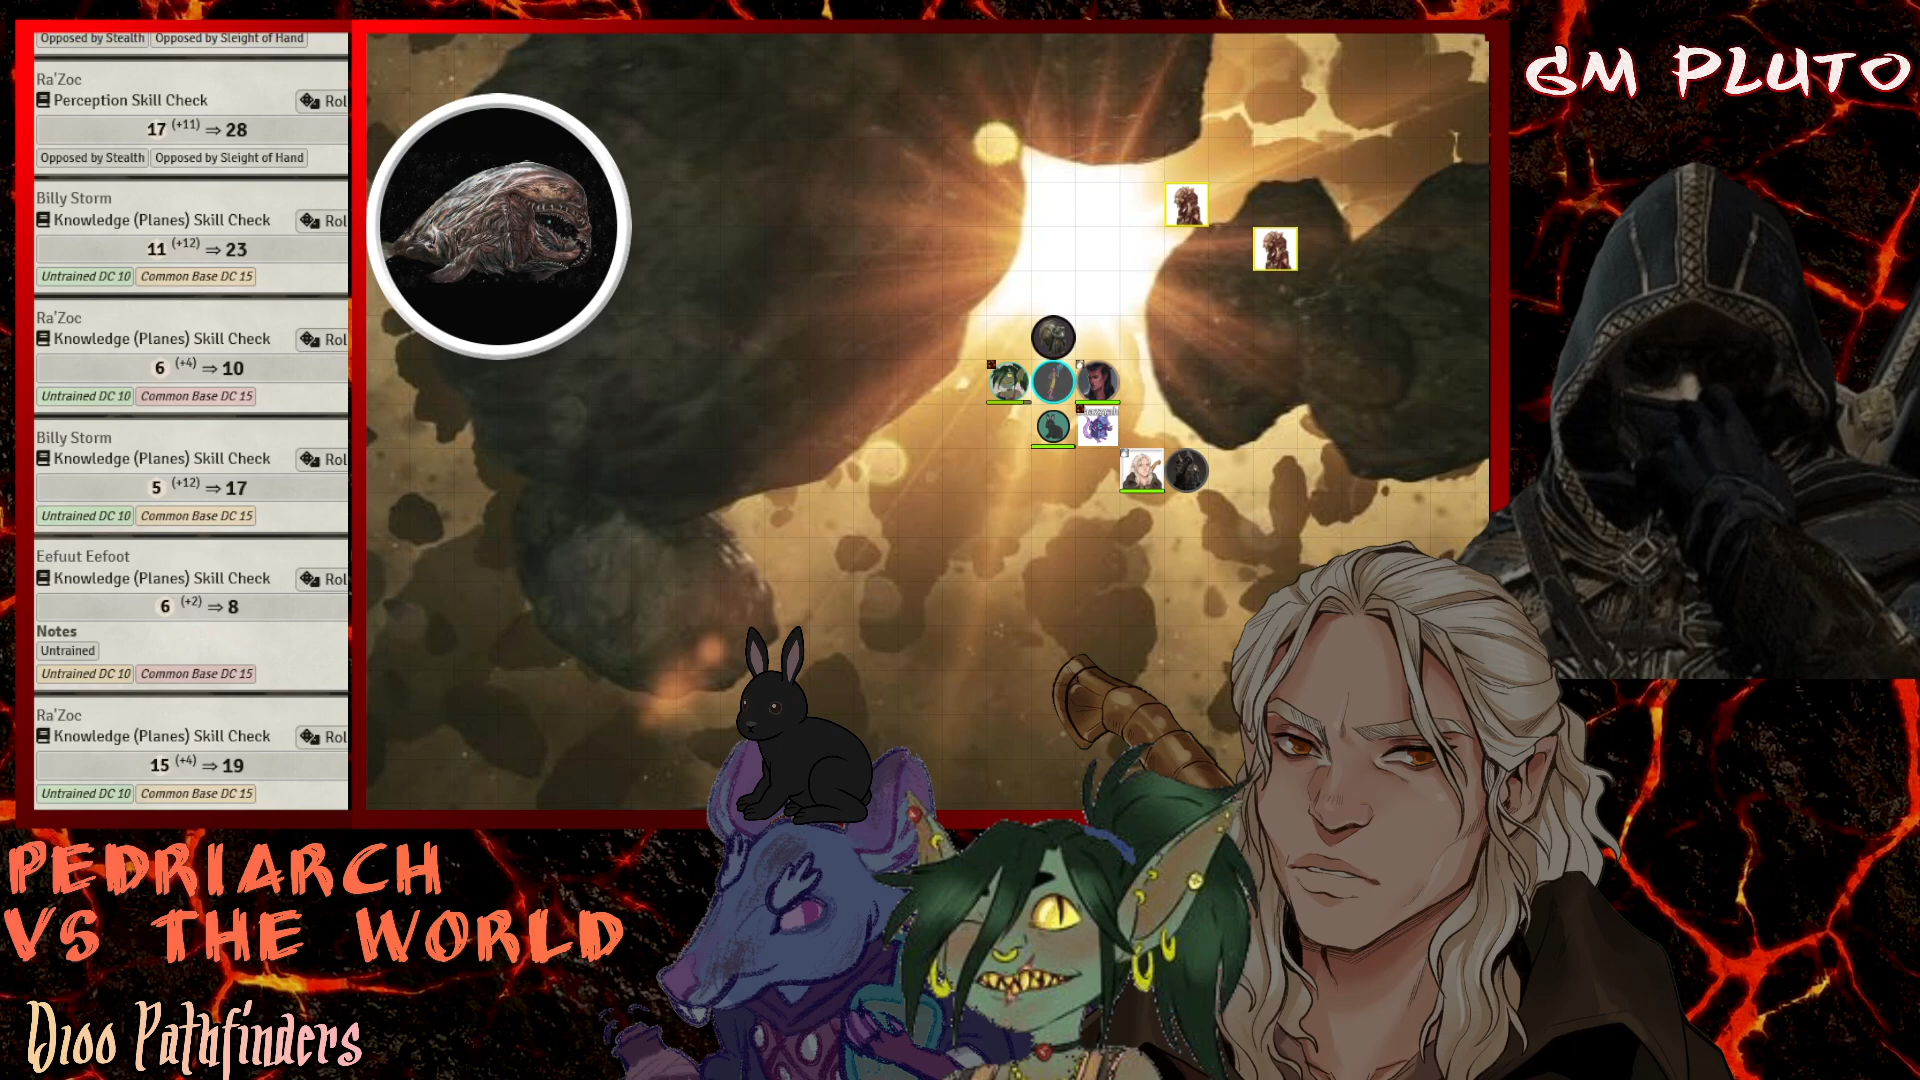 Opposed by Stealth Opposed by Sleight of Hand
Ra'Zoc
Perception Skill Check Rol
17 (+11) ⇒ 28
Opposed by Stealth Opposed by Sleight of Hand
Billy Storm
Knowledge (Planes) Skill Check Rol
11 (+12) ⇒ 23
Untrained DC 10 Common Base DC 15
Ra'Zoc
Knowledge (Planes) Skill Check Rol
6 (+4) ⇒ 10
Untrained DC 10 Common Base DC 15
Billy Storm
Knowledge (Planes) Skill Check Rol
5 (+12) ⇒ 17
Untrained DC 10 Common Base DC 15
Eefuut Eefoot
Knowledge (Planes) Skill Check Rol
6 (+2) ⇒ 8
Notes
Untrained
Untrained DC 10 Common Base DC 15
Ra'Zoc
Knowledge (Planes) Skill Check Rol
15 (+4) ⇒ 19
Untrained DC 10 Common Base DC 15
GM PLUTO
PEDRIARCH
VS THE WORLD
D100 Pathfinders